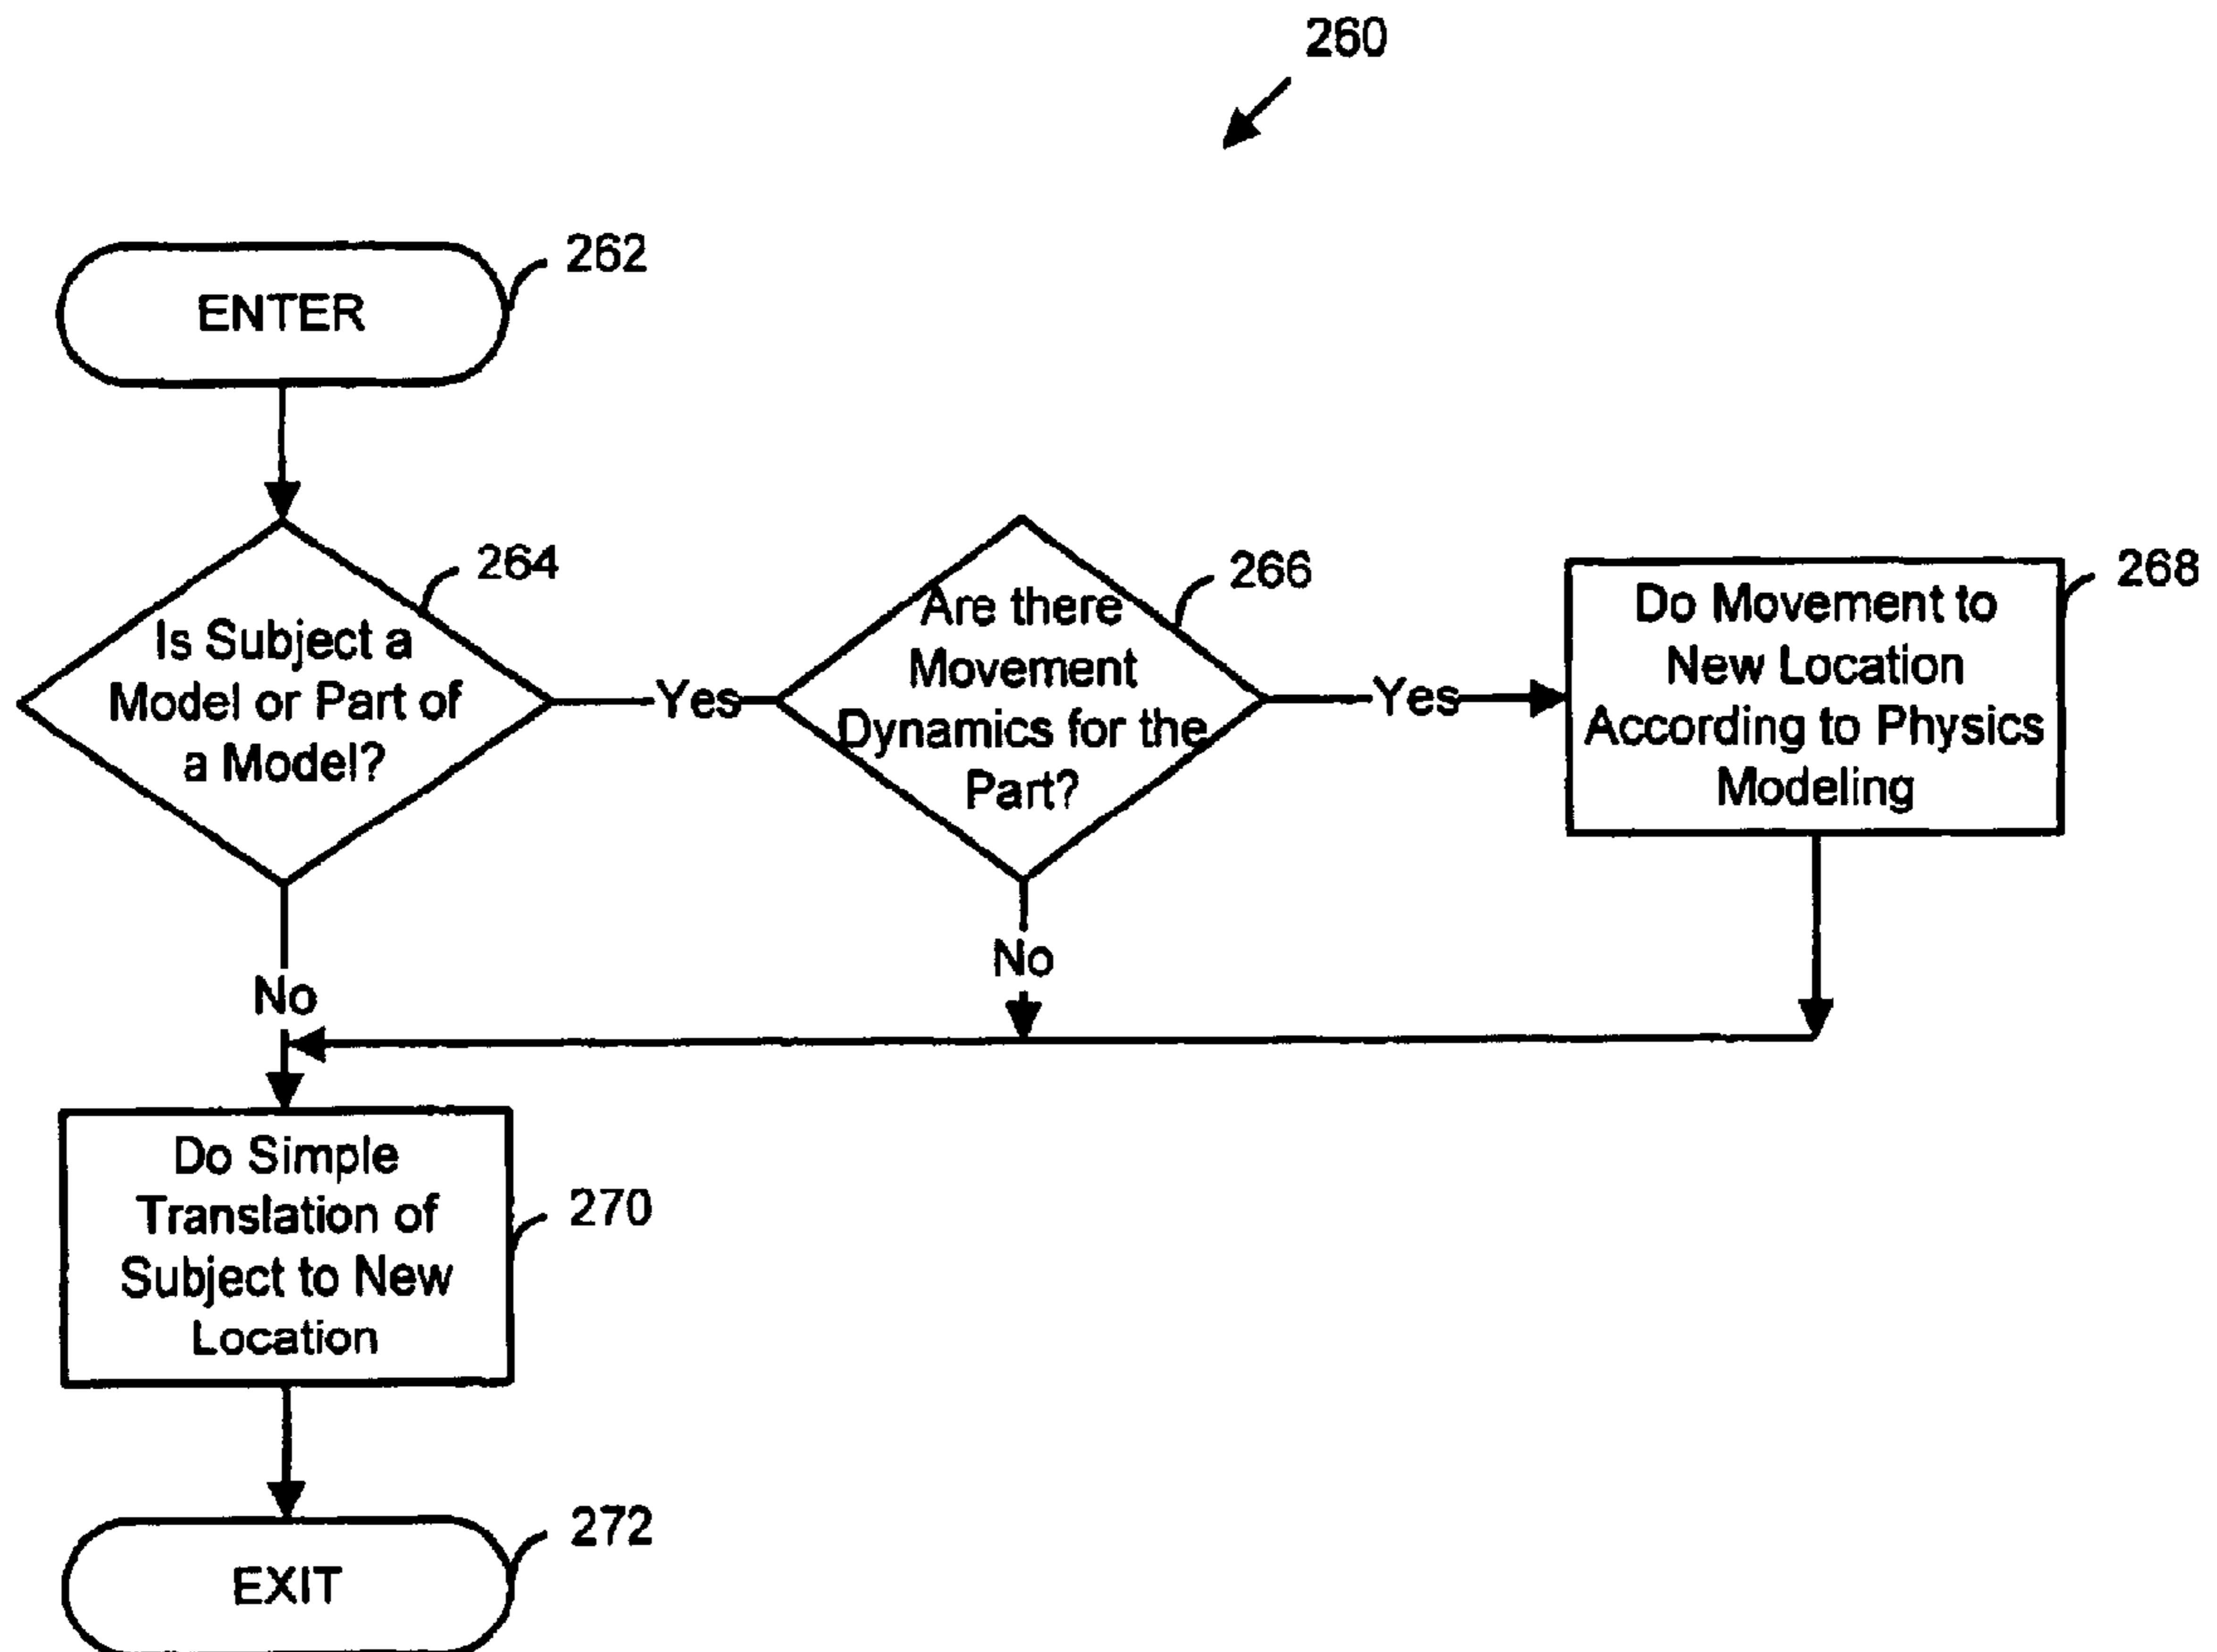 260
262
ENTER
264
Is Subject a
Model or Part of
a Model?
Yes
266
Are there
Movement
Dynamics for the
Part?
Yes
268
Do Movement to
New Location
According to Physics
Modeling
No
No
Do Simple
Translation of
Subject to New
Location
270
272
EXIT